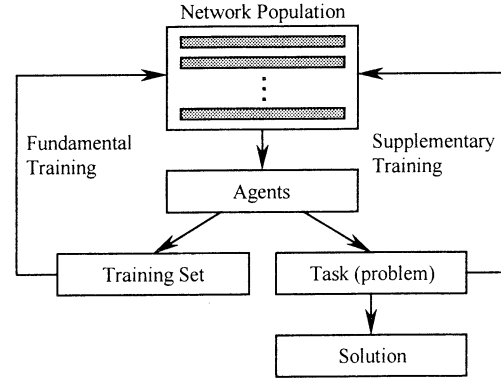 Network Population
Fundamental
Training
Supplementary
Training
Agents
Training Set
Task (problem)
Solution